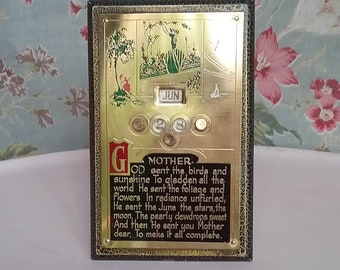 JUN
28
MOTHER
GOD sent the birds and
sunshine To gladden all the
world He sent the foliage and
flowers In radiance unfurled,
He sent the June, the stars, the
moon, The pearly dewdrops sweet
And then He sent you Mother
dear, To make it all complete.